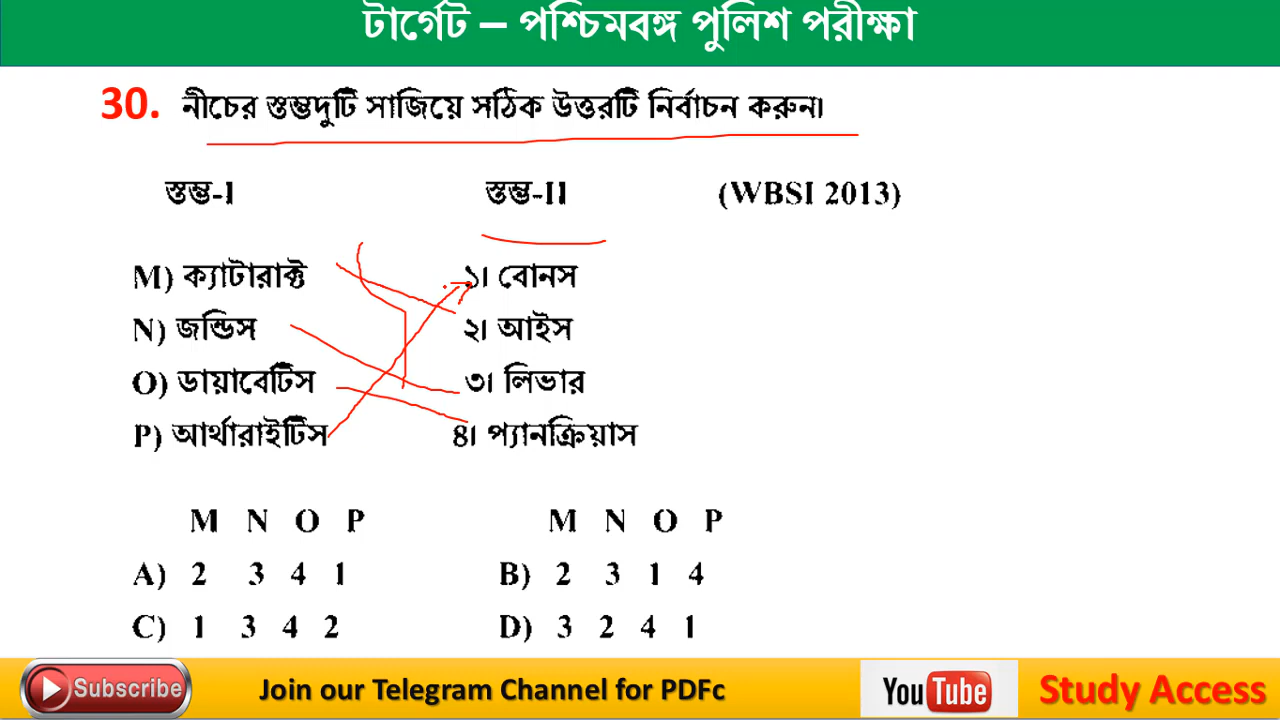 টার্গেট – পশ্চিমবঙ্গ পুলিশ পরীক্ষা
30. নীচের স্তম্ভদুটি সাজিয়ে সঠিক উত্তরটি নির্বাচন করুন।
স্তম্ভ-I স্তম্ভ-II (WBSI 2013)
M) ক্যাটারাক্ট ১। বোনস
N) জন্ডিস ২। আইস
O) ডায়াবেটিস ৩। লিভার
P) আর্থারাইটিস ৪। প্যানক্রিয়াস
M N O P M N O P
A) 2 3 4 1 B) 2 3 1 4
C) 1 3 4 2 D) 3 2 4 1
Subscribe Join our Telegram Channel for PDFc YouTube Study Access